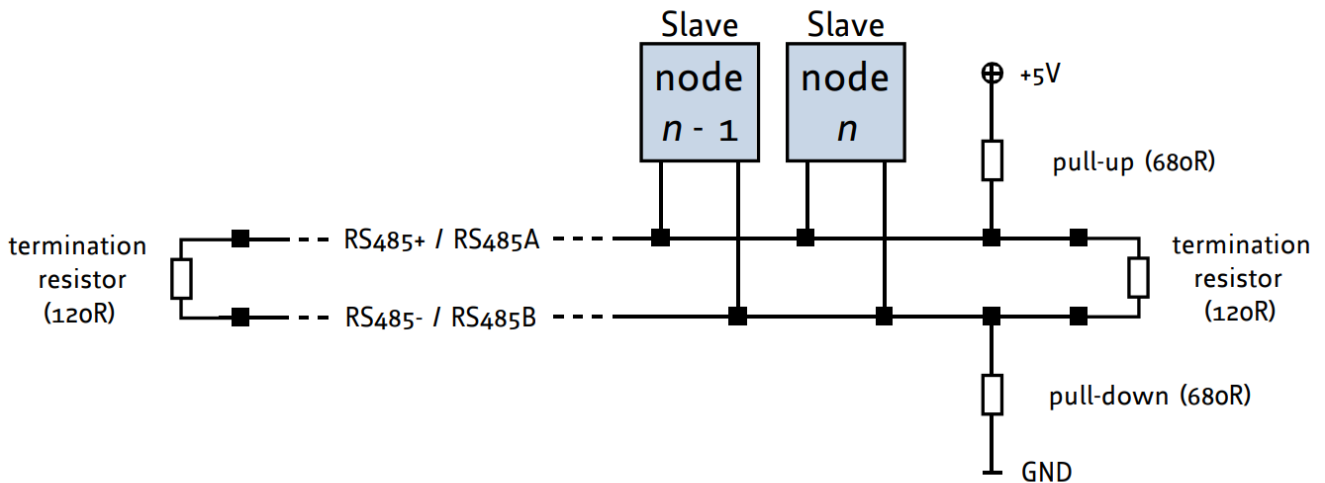 Slave
Slave
node
n - 1
node
n
+5V
pull-up (680R)
termination
resistor
(120R)
RS485+ / RS485A
RS485- / RS485B
termination
resistor
(120R)
pull-down (680R)
GND